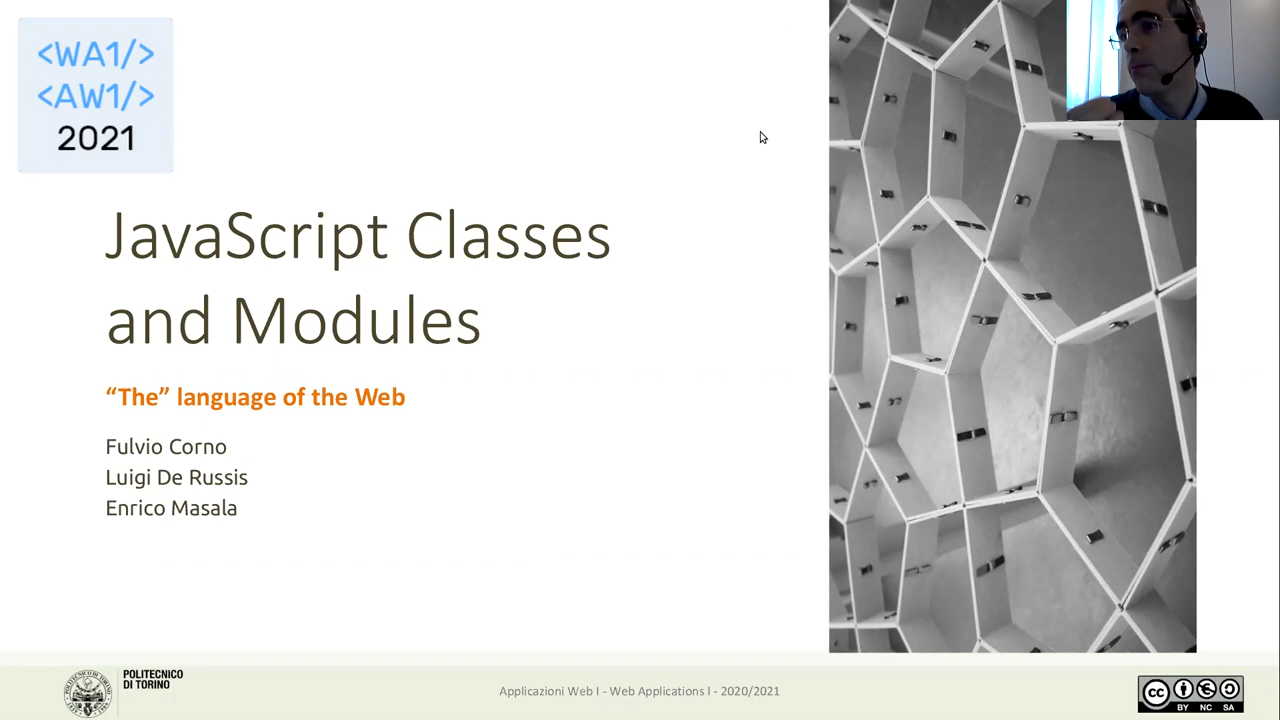 <WA1/>
<AW1/>
2021
JavaScript Classes
and Modules
“The” language of the Web
Fulvio Corno
Luigi De Russis
Enrico Masala
POLITECNICO
DI TORINO
Applicazioni Web I - Web Applications I - 2020/2021
cc
BY NC SA